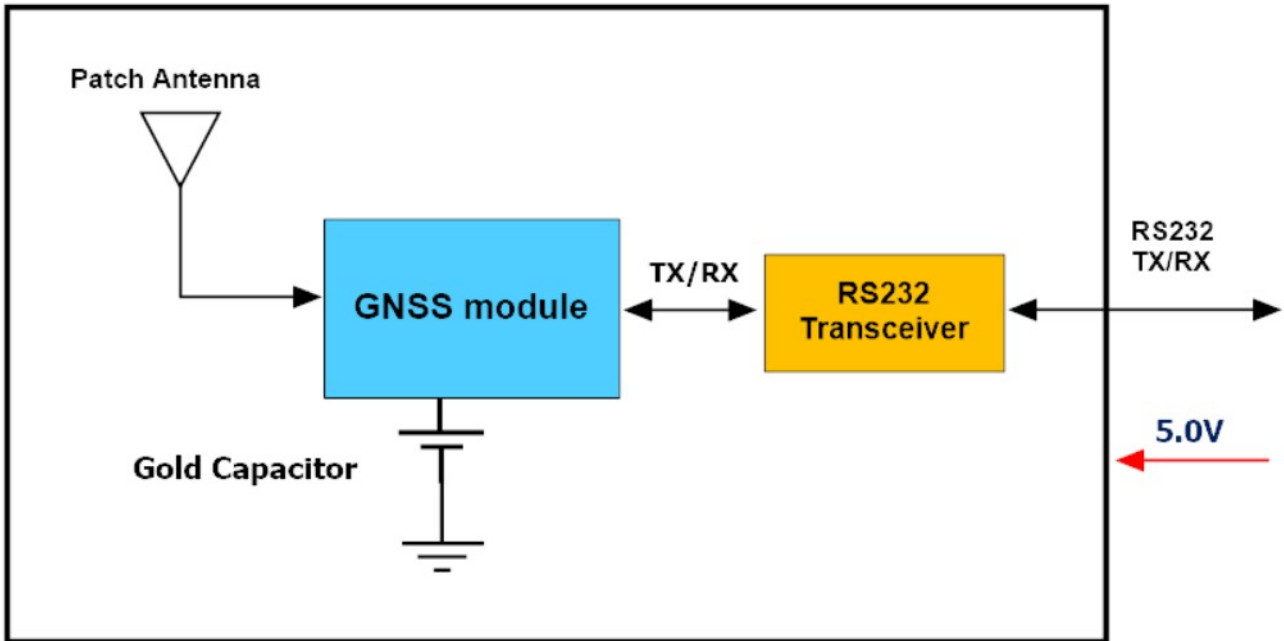 Patch Antenna
GNSS module
TX/RX
RS232
Transceiver
RS232
TX/RX
5.0V
Gold Capacitor